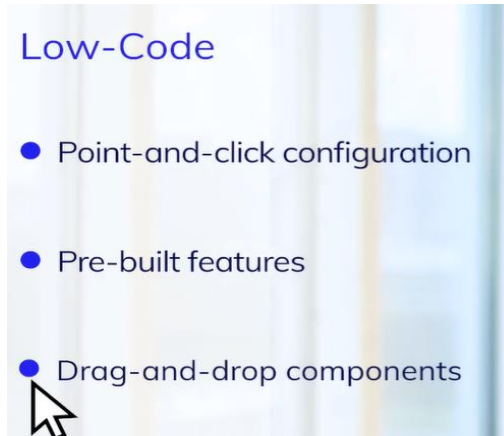 Low-Code
Point-and-click configuration
Pre-built features
Drag-and-drop components